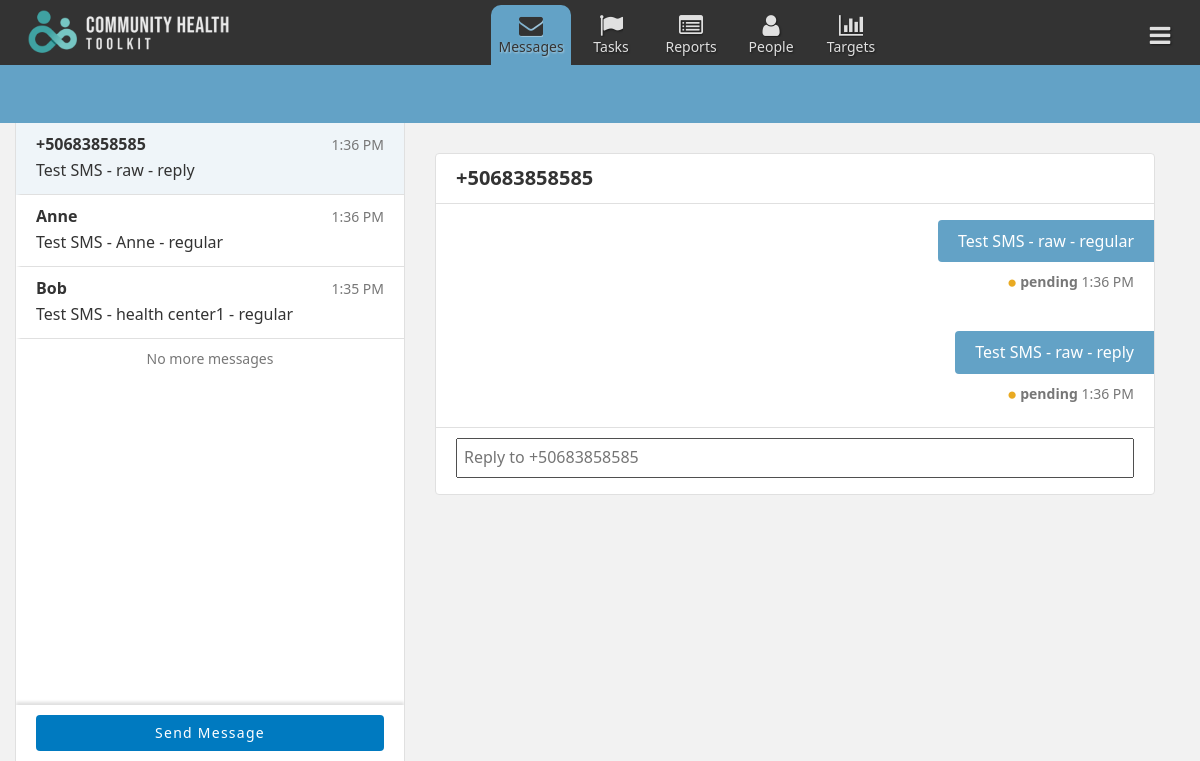 COMMUNITY HEALTH
TOOLKIT
Messages
Tasks
Reports
People
Targets
+50683858585
1:36 PM
Test SMS - raw - reply
Anne
1:36 PM
Test SMS - Anne - regular
Bob
1:35 PM
Test SMS - health center1 - regular
No more messages
Send Message
+50683858585
Test SMS - raw - regular
pending 1:36 PM
Test SMS - raw - reply
pending 1:36 PM
Reply to +50683858585